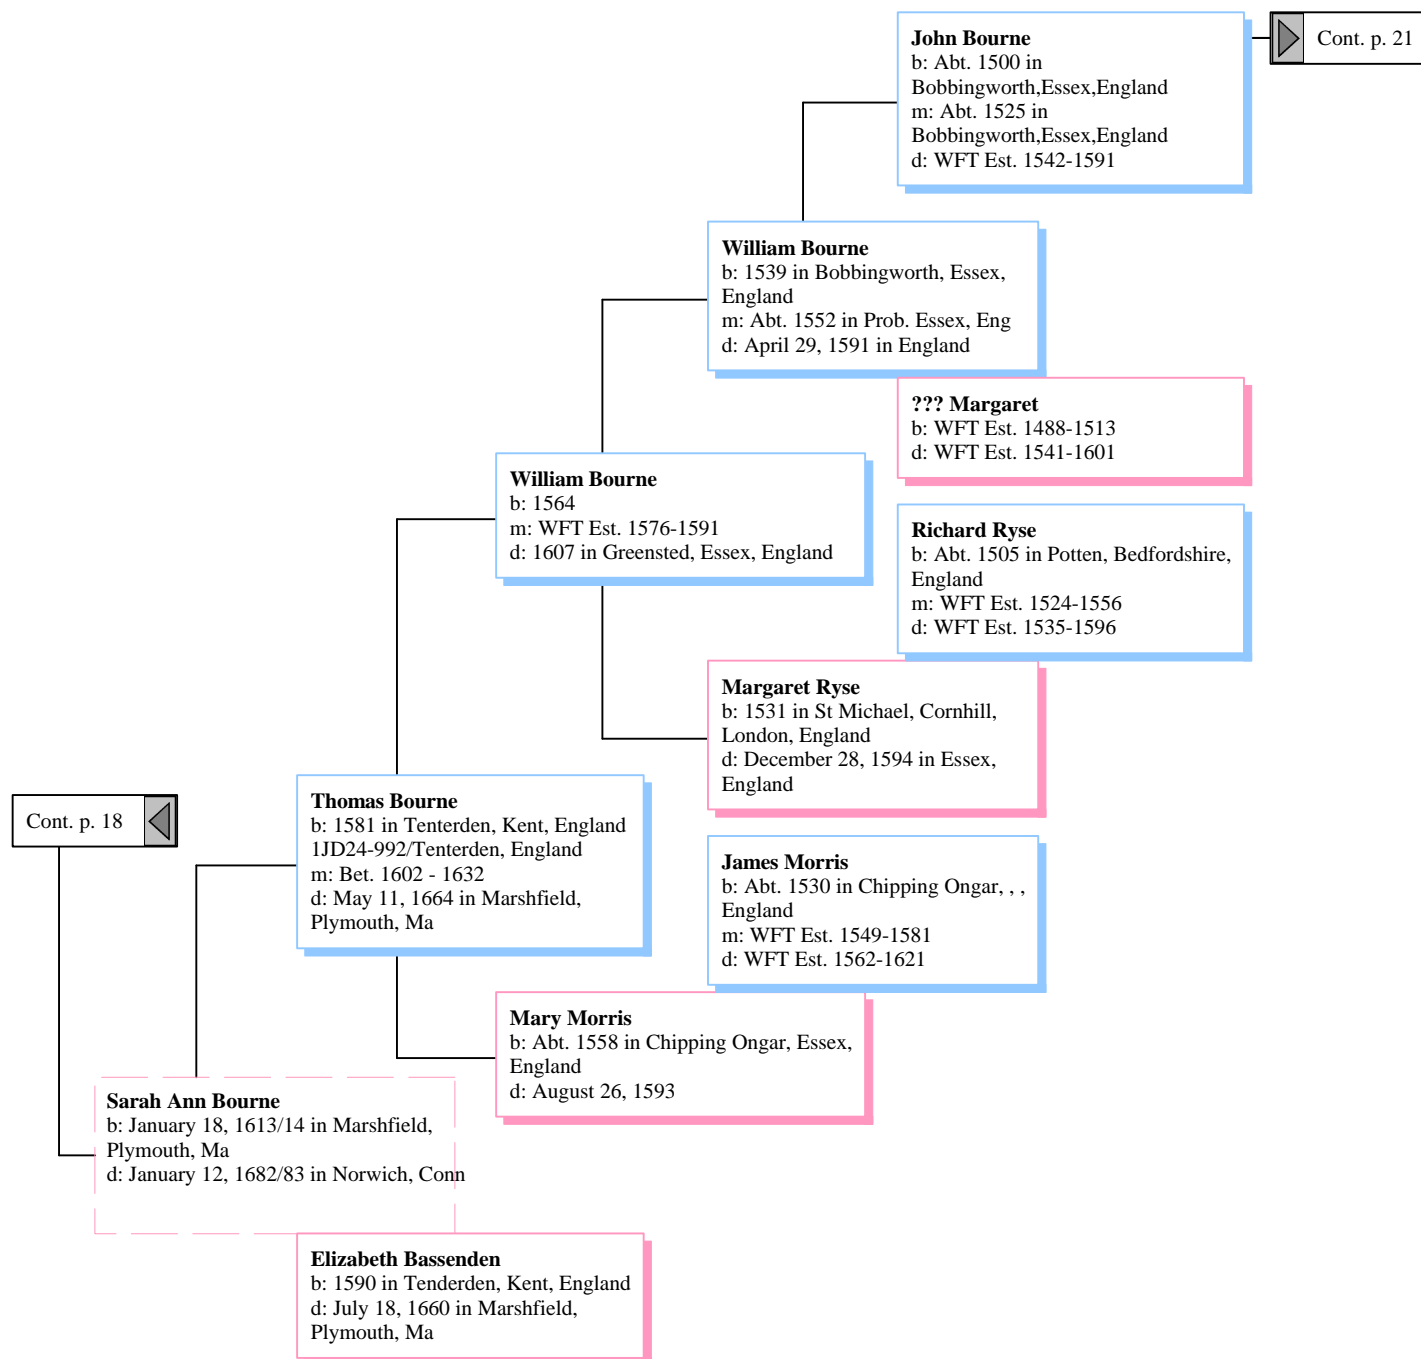 John Bourne
b: Abt. 1500 in
Bobbingworth,Essex,England
m: Abt. 1525 in
Bobbingworth,Essex,England
d: WFT Est. 1542-1591
Cont. p. 21
William Bourne
b: 1539 in Bobbingworth, Essex,
England
m: Abt. 1552 in Prob. Essex, Eng
d: April 29, 1591 in England
??? Margaret
b: WFT Est. 1488-1513
d: WFT Est. 1541-1601
William Bourne
b: 1564
m: WFT Est. 1576-1591
d: 1607 in Greensted, Essex, England
Richard Ryse
b: Abt. 1505 in Potten, Bedfordshire,
England
m: WFT Est. 1524-1556
d: WFT Est. 1535-1596
Margaret Ryse
b: 1531 in St Michael, Cornhill,
London, England
d: December 28, 1594 in Essex,
England
Cont. p. 18
Thomas Bourne
b: 1581 in Tenterden, Kent, England
1JD24-992/Tenterden, England
m: Bet. 1602 - 1632
d: May 11, 1664 in Marshfield,
Plymouth, Ma
James Morris
b: Abt. 1530 in Chipping Ongar, , ,
England
m: WFT Est. 1549-1581
d: WFT Est. 1562-1621
Mary Morris
b: Abt. 1558 in Chipping Ongar, Essex,
England
d: August 26, 1593
Sarah Ann Bourne
b: January 18, 1613/14 in Marshfield,
Plymouth, Ma
d: January 12, 1682/83 in Norwich, Conn
Elizabeth Bassenden
b: 1590 in Tenderden, Kent, England
d: July 18, 1660 in Marshfield,
Plymouth, Ma